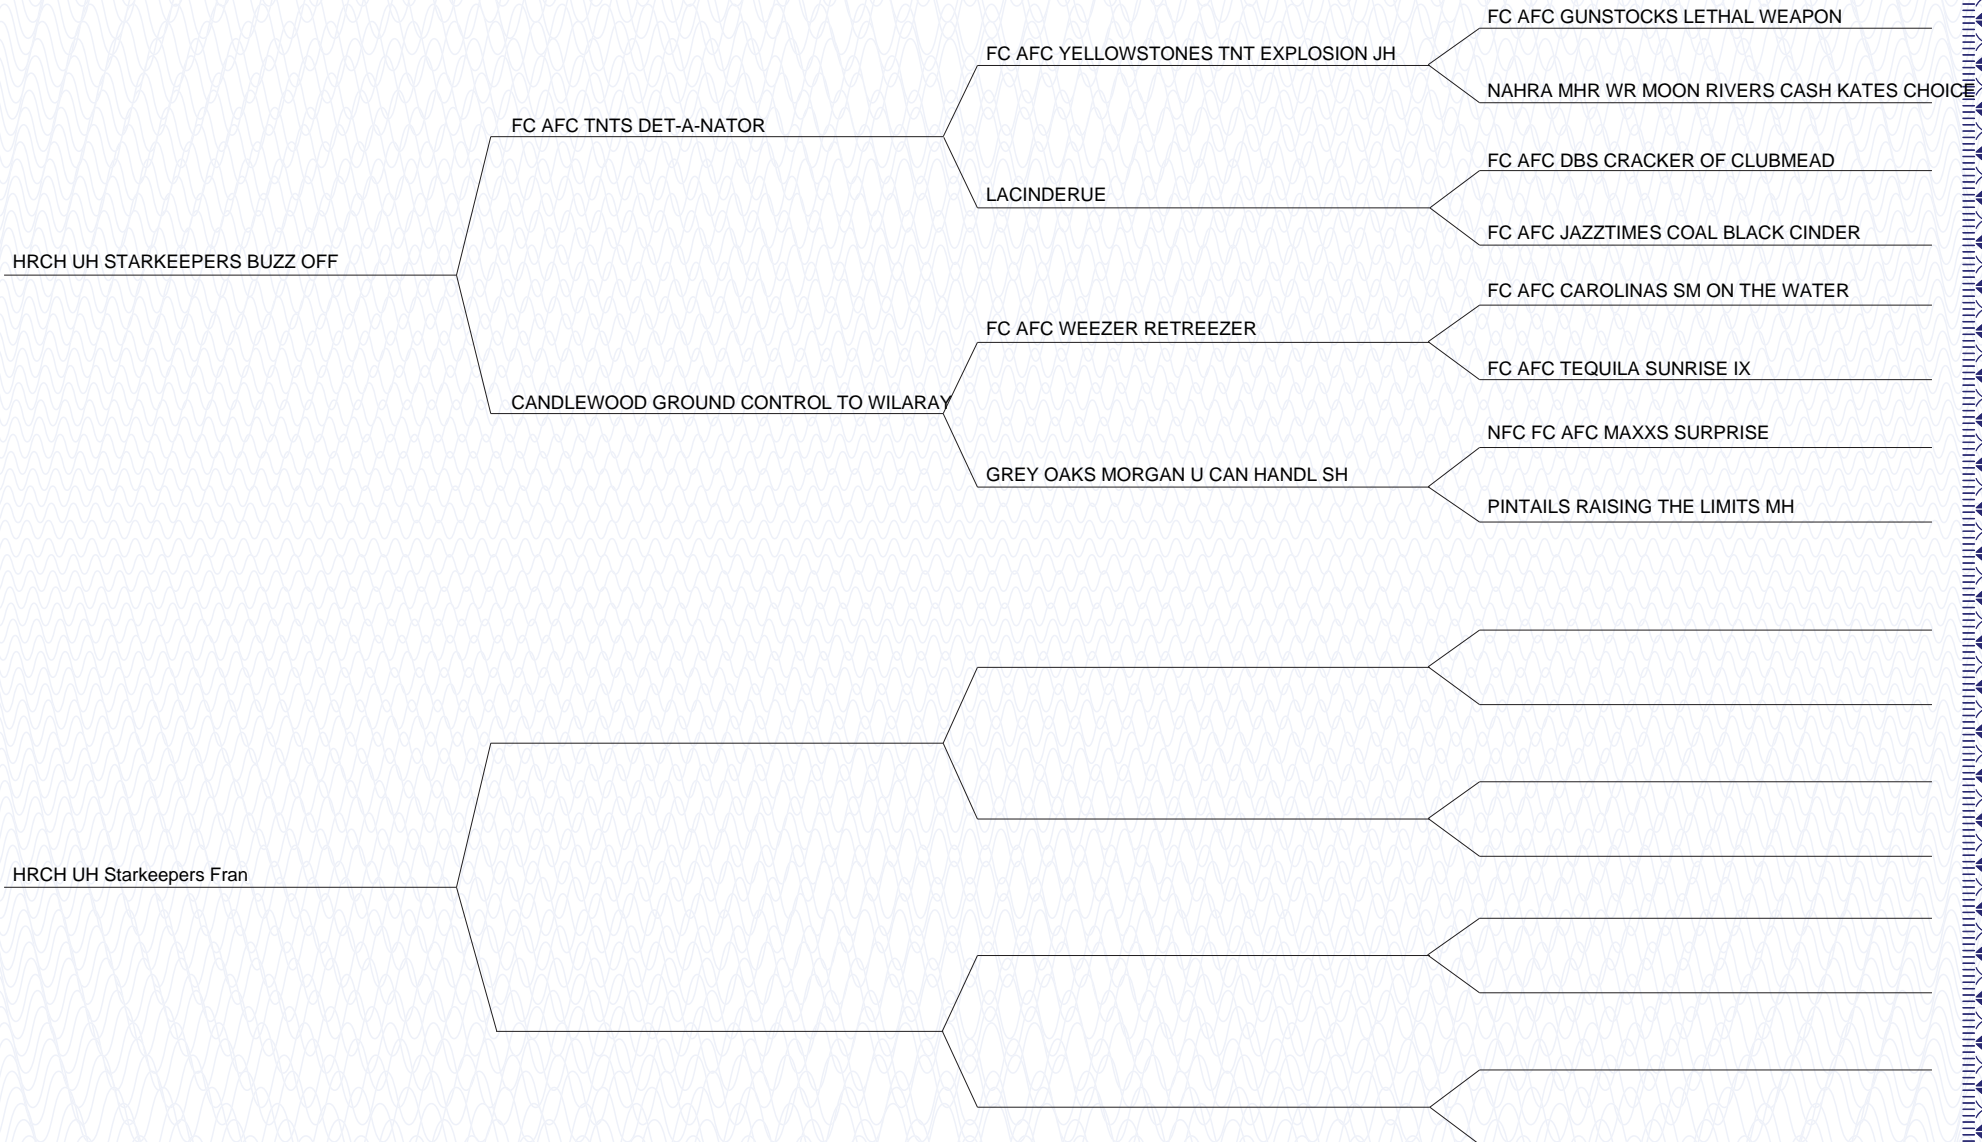 FC AFC GUNSTOCKS LETHAL WEAPON
FC AFC YELLOWSTONES TNT EXPLOSION JH
NAHRA MHR WR MOON RIVERS CASH KATES CHOICE
FC AFC TNTS DET-A-NATOR
FC AFC DBS CRACKER OF CLUBMEAD
LACINDERUE
FC AFC JAZZTIMES COAL BLACK CINDER
HRCH UH STARKEEPERS BUZZ OFF
FC AFC CAROLINAS SM ON THE WATER
FC AFC WEEZER RETREEZER
FC AFC TEQUILA SUNRISE IX
CANDLEWOOD GROUND CONTROL TO WILARAY
NFC FC AFC MAXXS SURPRISE
GREY OAKS MORGAN U CAN HANDL SH
PINTAILS RAISING THE LIMITS MH
HRCH UH Starkeepers Fran